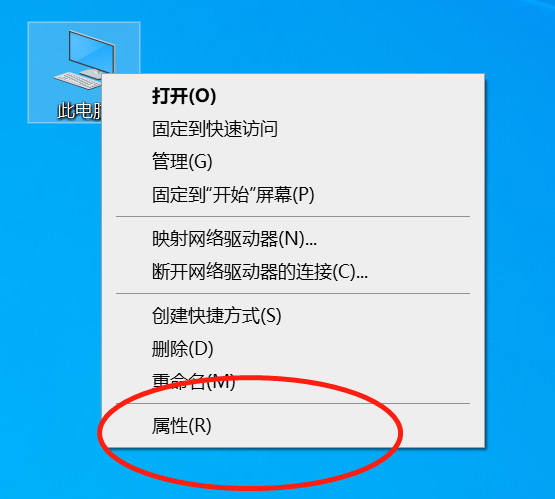 此电脑
打开(O)
固定到快速访问
管理(G)
固定到“开始”屏幕(P)
映射网络驱动器(N)...
断开网络驱动器的连接(C)...
创建快捷方式(S)
删除(D)
重命名(M)
属性(R)